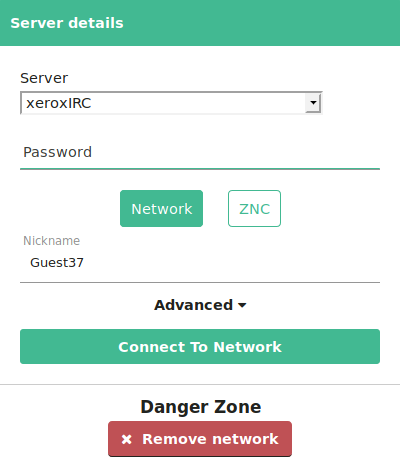 Server details
Server
xeroxIRC
Password
Network ZNC
Nickname
Guest37
Advanced
Connect To Network
Danger Zone
Remove network